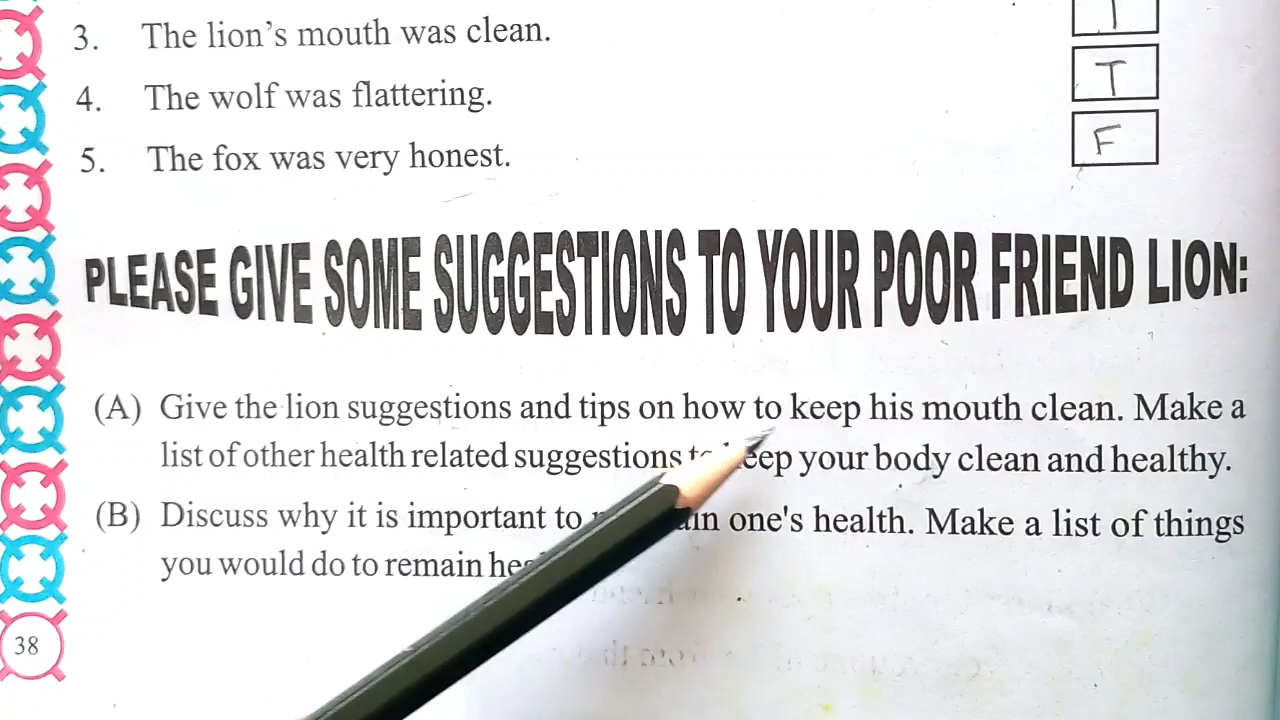 3. The lion's mouth was clean.
4. The wolf was flattering. T
5. The fox was very honest. F
PLEASE GIVE SOME SUGGESTIONS TO YOUR POOR FRIEND LION:
(A) Give the lion suggestions and tips on how to keep his mouth clean. Make a
list of other health related suggestions your body clean and healthy.
(B) Discuss why it is important to one's health. Make a list of things
you would do to remain
38